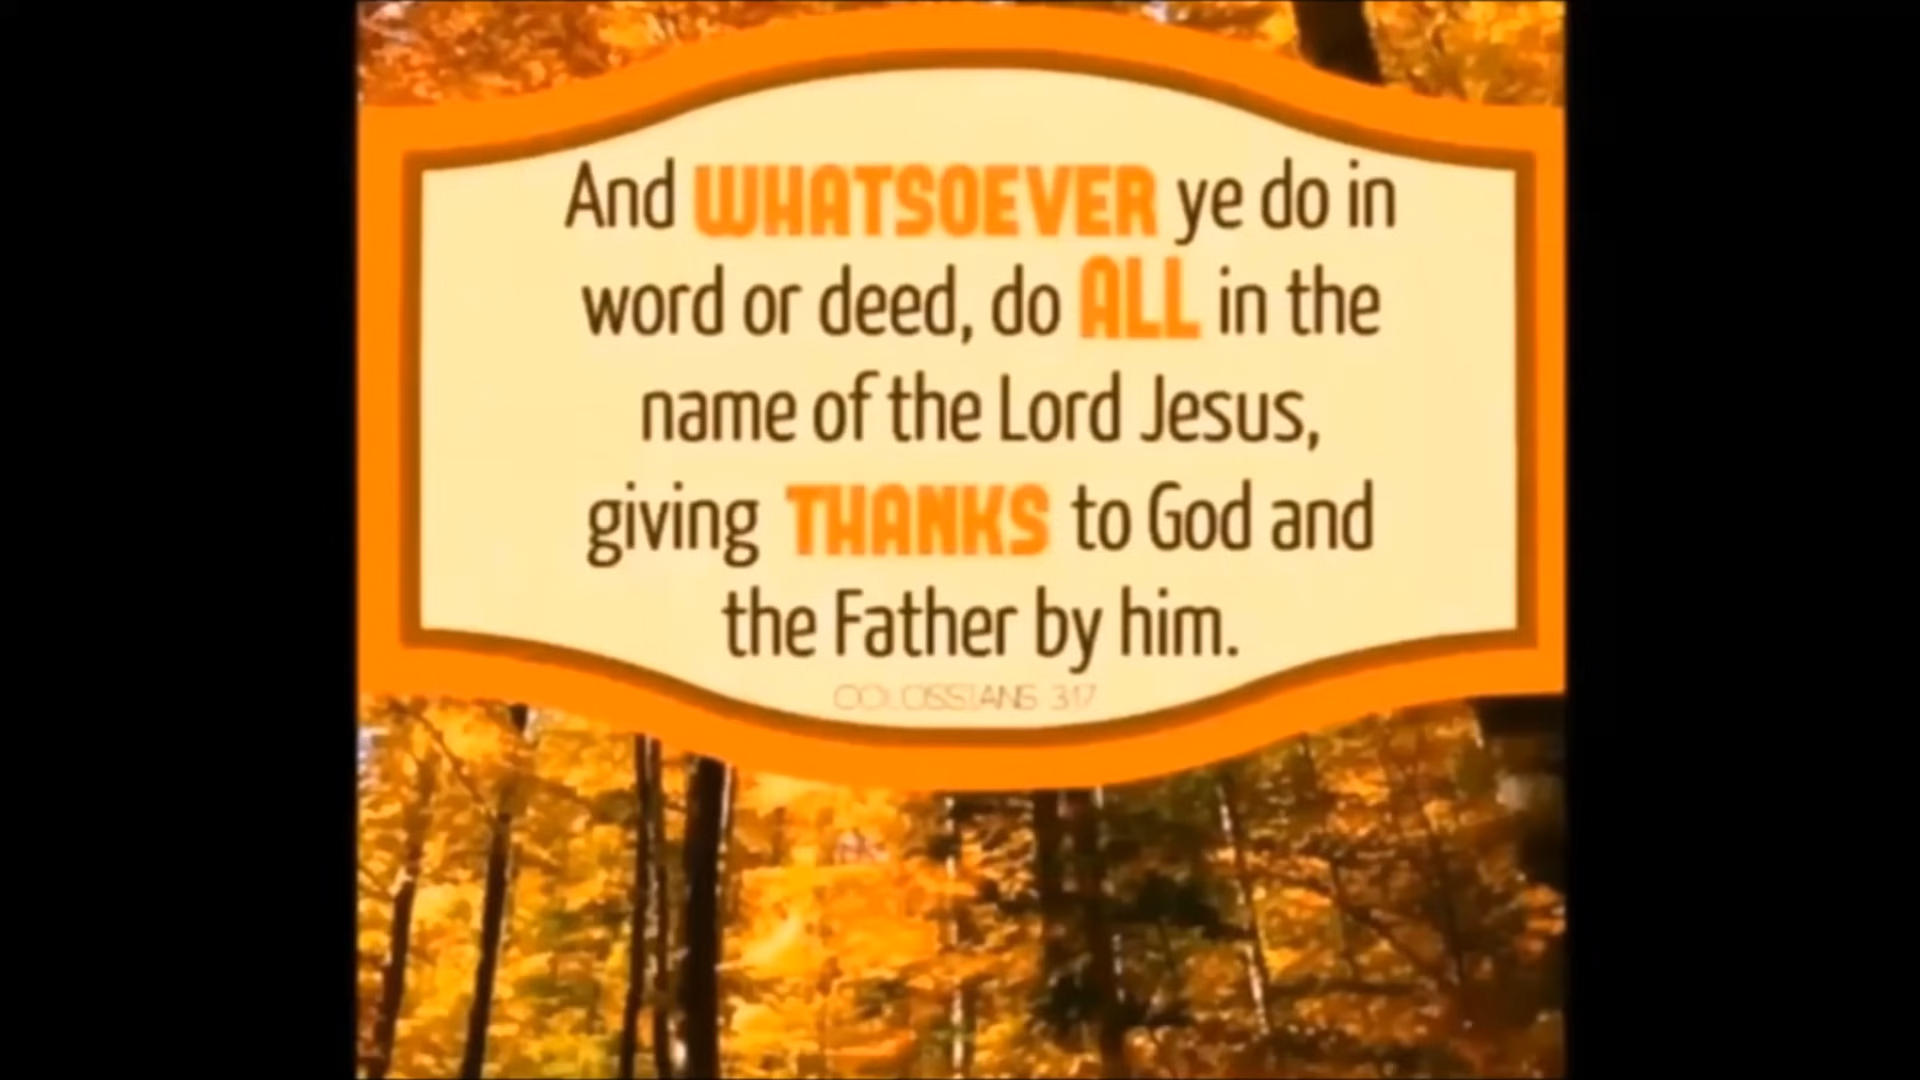 And WHATSOEVER ye do in
word or deed, do ALL in the
name of the Lord Jesus,
giving THANKS to God and
the Father by him.
COLOSSIANS 3:17